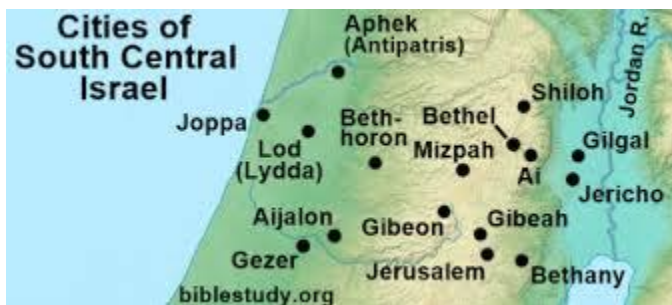 Cities of
South Central
Israel
Aphek
(Antipatris)
Jordan R.
Shiloh
Joppa
Beth-
horon
Bethel
Lod
(Lydda)
Mizpah
Gilgal
Ai
Jericho
Aijalon
Gibeon
Gibeah
Gezer
Jerusalem
Bethany
biblestudy.org